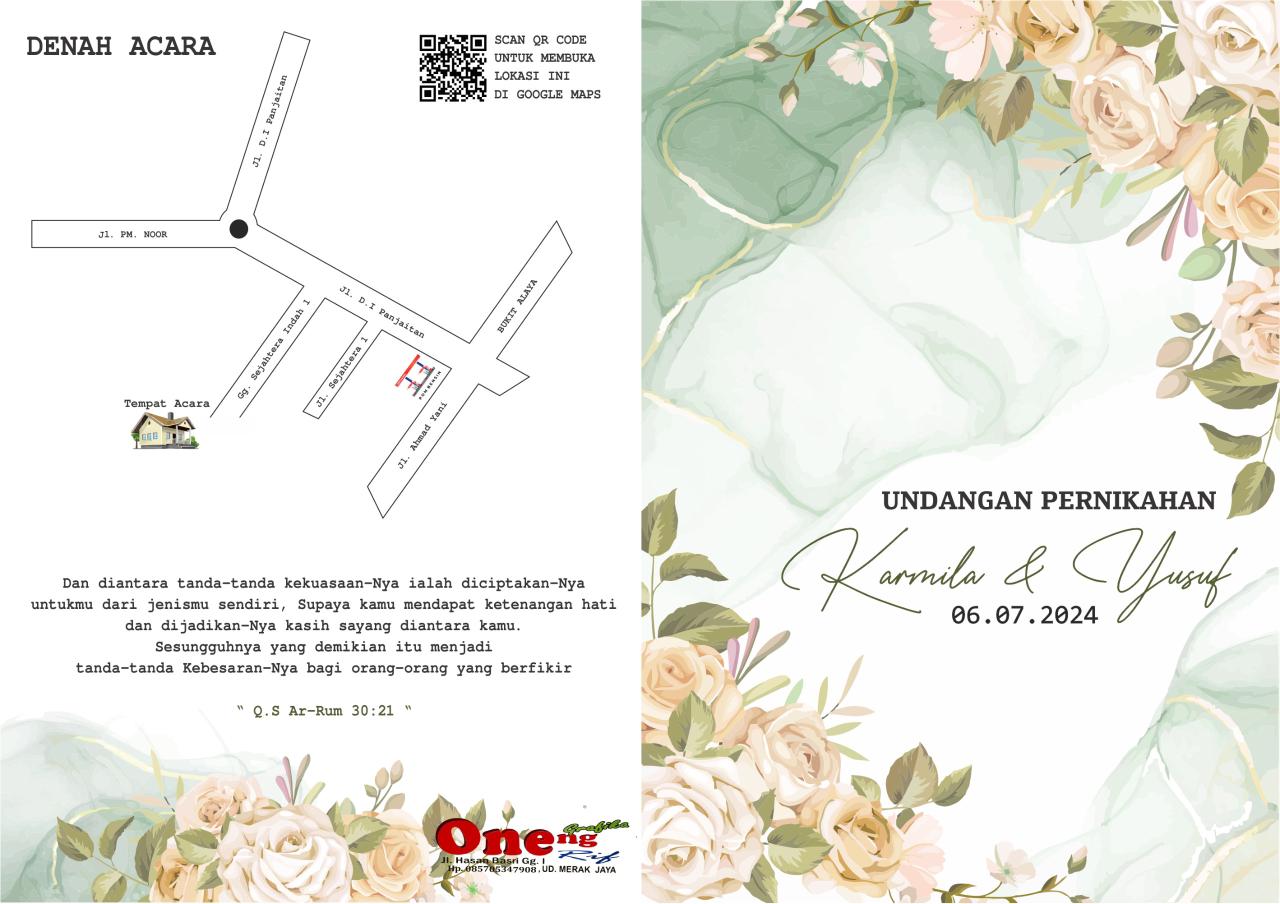 DENAH ACARA
SCAN QR CODE
UNTUK MEMBUKA
LOKASI INI
DI GOOGLE MAPS
Jl. D.I Panjaitan
Jl. PM. NOOR
Jl. D.I Panjaitan
BUKIT ALAYA
Gg. Sejahtera Indah 1
Jl. Sejahtera 1
Jl. Ahmad Yani
Tempat Acara
Dan diantara tanda-tanda kekuasaan-Nya ialah diciptakan-Nya
untukmu dari jenismu sendiri, Supaya kamu mendapat ketenangan hati
dan dijadikan-Nya kasih sayang diantara kamu.
Sesungguhnya yang demikian itu menjadi
tanda-tanda Kebesaran-Nya bagi orang-orang yang berfikir
“ Q.S Ar-Rum 30:21 “
Oneng Grafika
Rif
Jl. Hasan Basri Gg. I
Hp.085705347908,UD. MERAK JAYA
UNDANGAN PERNIKAHAN
Karmila & Yusuf
06.07.2024